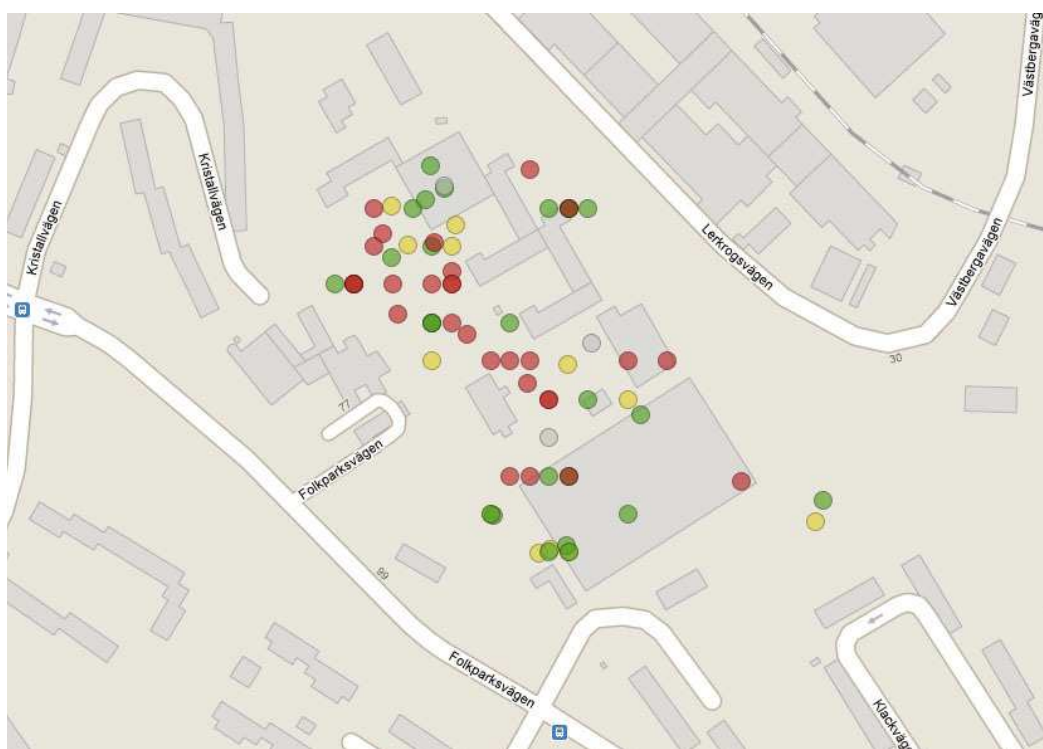 Västbergaväg
Kristallvägen
Kristallvägen
Lerkrogsvägen
Västbergavägen
30
77
Folkparksvägen
99
Folkparksvägen
Klackväg